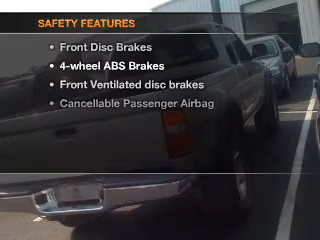 SAFETY FEATURES
• Front Disc Brakes
• 4-wheel ABS Brakes
• Front Ventilated disc brakes
• Cancellable Passenger Airbag